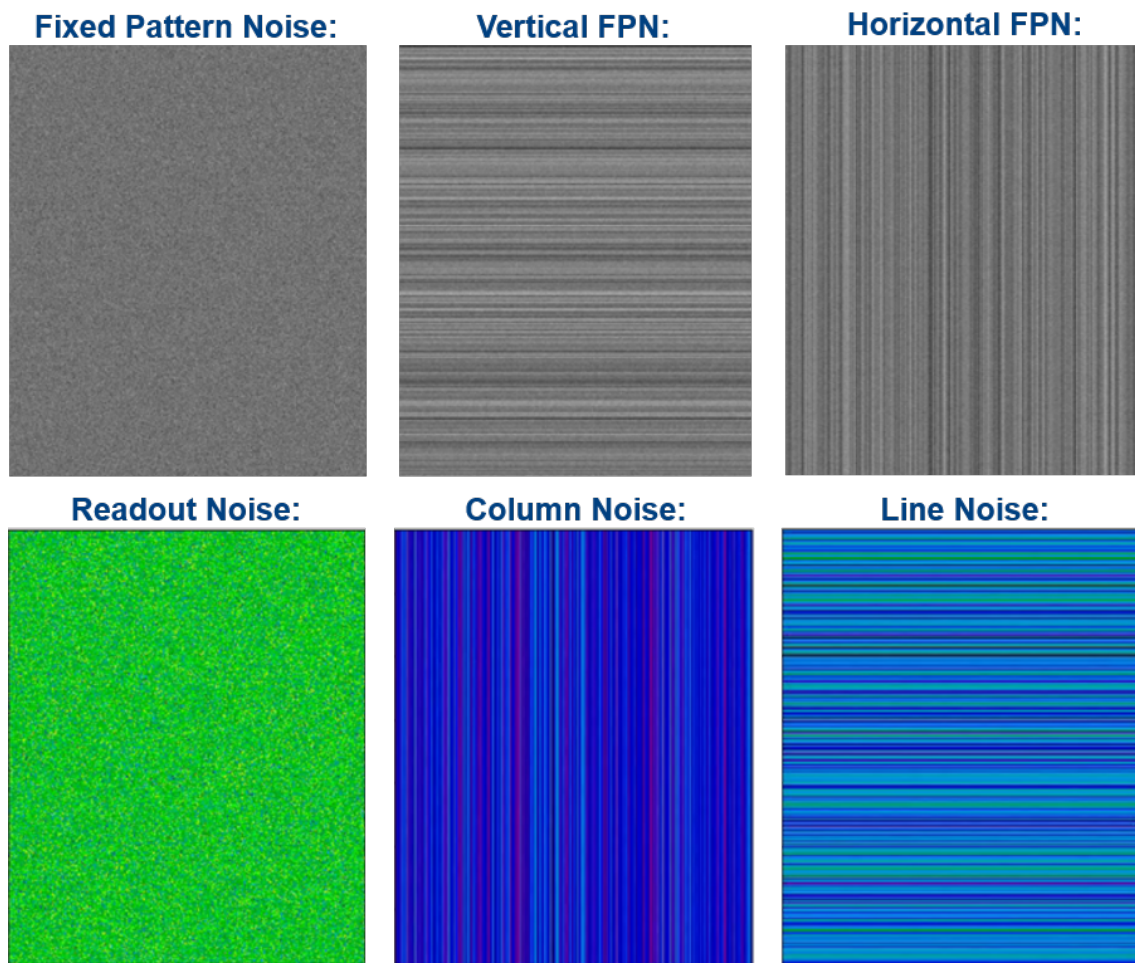 Fixed Pattern Noise:
Vertical FPN:
Horizontal FPN:
Readout Noise:
Column Noise:
Line Noise: